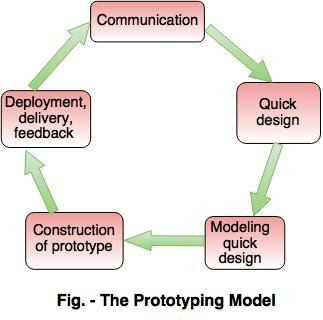 Communication
Quick
design
Modeling
quick
design
Construction
of prototype
Deployment,
delivery,
feedback
Fig. - The Prototyping Model